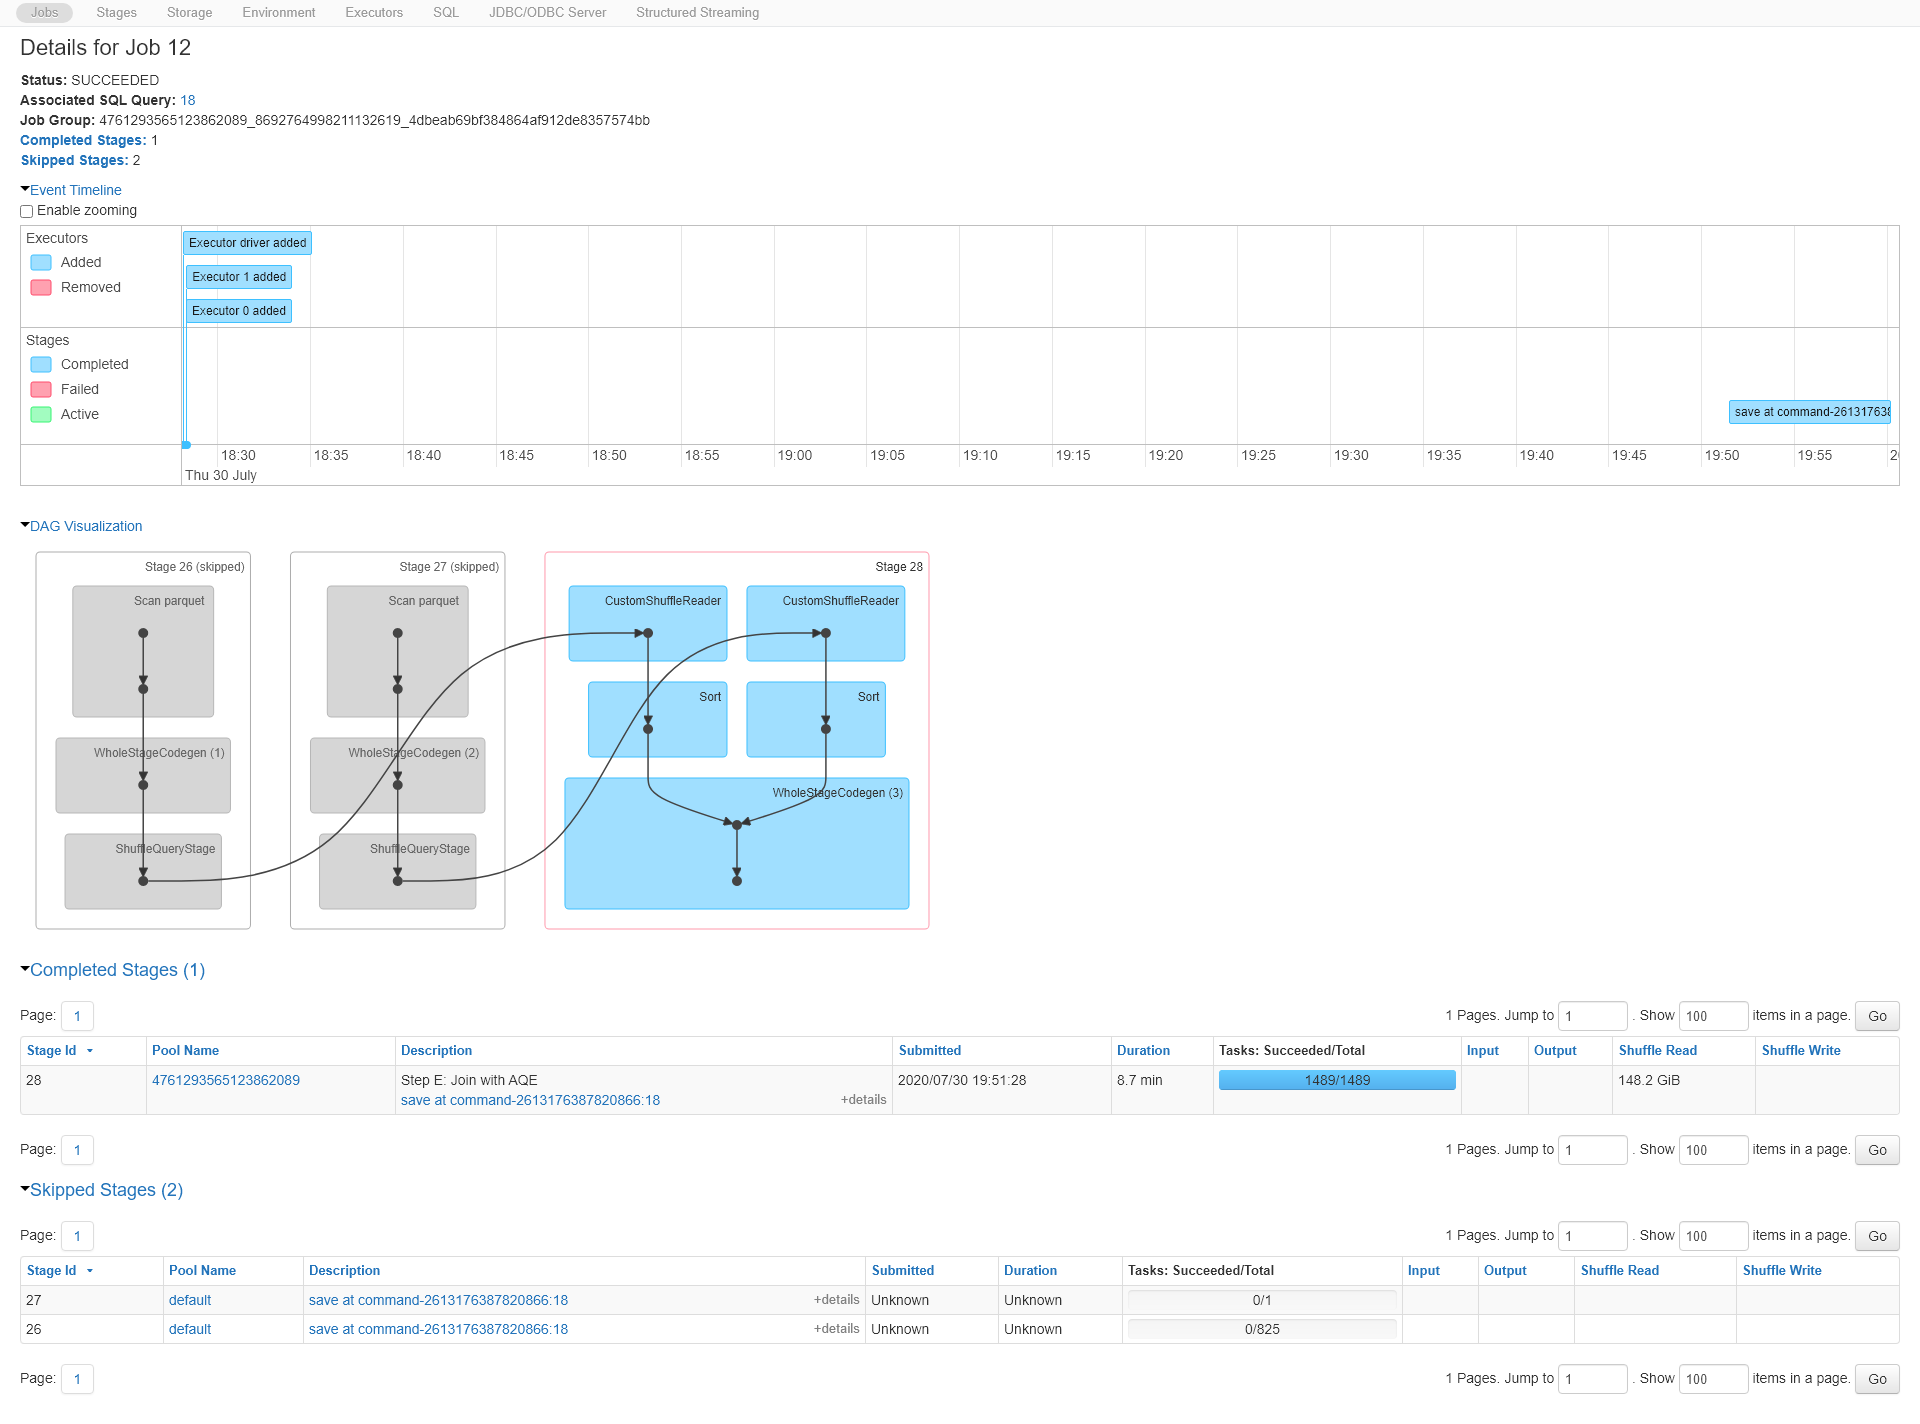 Jobs Stages Storage Environment Executors SQL JDBC/ODBC Server Structured Streaming
Details for Job 12
Status: SUCCEEDED
Associated SQL Query: 18
Job Group: 4761293565123862089_8692764998211132619_4dbeab69bf384864af912de8357574bb
Completed Stages: 1
Skipped Stages: 2
Event Timeline
Enable zooming
Executors
Added
Removed
Executor driver added
Executor 1 added
Executor 0 added
Stages
Completed
Failed
Active
save at command-261317638
18:30 18:35 18:40 18:45 18:50 18:55 19:00 19:05 19:10 19:15 19:20 19:25 19:30 19:35 19:40 19:45 19:50 19:55
Thu 30 July
DAG Visualization
Stage 26 (skipped)
Scan parquet
WholeStageCodegen (1)
ShuffleQueryStage
Stage 27 (skipped)
Scan parquet
WholeStageCodegen (2)
ShuffleQueryStage
Stage 28
CustomShuffleReader CustomShuffleReader
Sort Sort
WholeStageCodegen (3)
Completed Stages (1)
Page: 1 1 Pages. Jump to 1 . Show 100 items in a page. Go
Stage Id Pool Name Description Submitted Duration Tasks: Succeeded/Total Input Output Shuffle Read Shuffle Write
28 4761293565123862089 Step E: Join with AQE 2020/07/30 19:51:28 8.7 min 1489/1489 148.2 GiB
save at command-2613176387820866:18 +details
Page: 1 1 Pages. Jump to 1 . Show 100 items in a page. Go
Skipped Stages (2)
Page: 1 1 Pages. Jump to 1 . Show 100 items in a page. Go
Stage Id Pool Name Description Submitted Duration Tasks: Succeeded/Total Input Output Shuffle Read Shuffle Write
27 default save at command-2613176387820866:18 +details Unknown Unknown 0/1
26 default save at command-2613176387820866:18 +details Unknown Unknown 0/825
Page: 1 1 Pages. Jump to 1 . Show 100 items in a page. Go